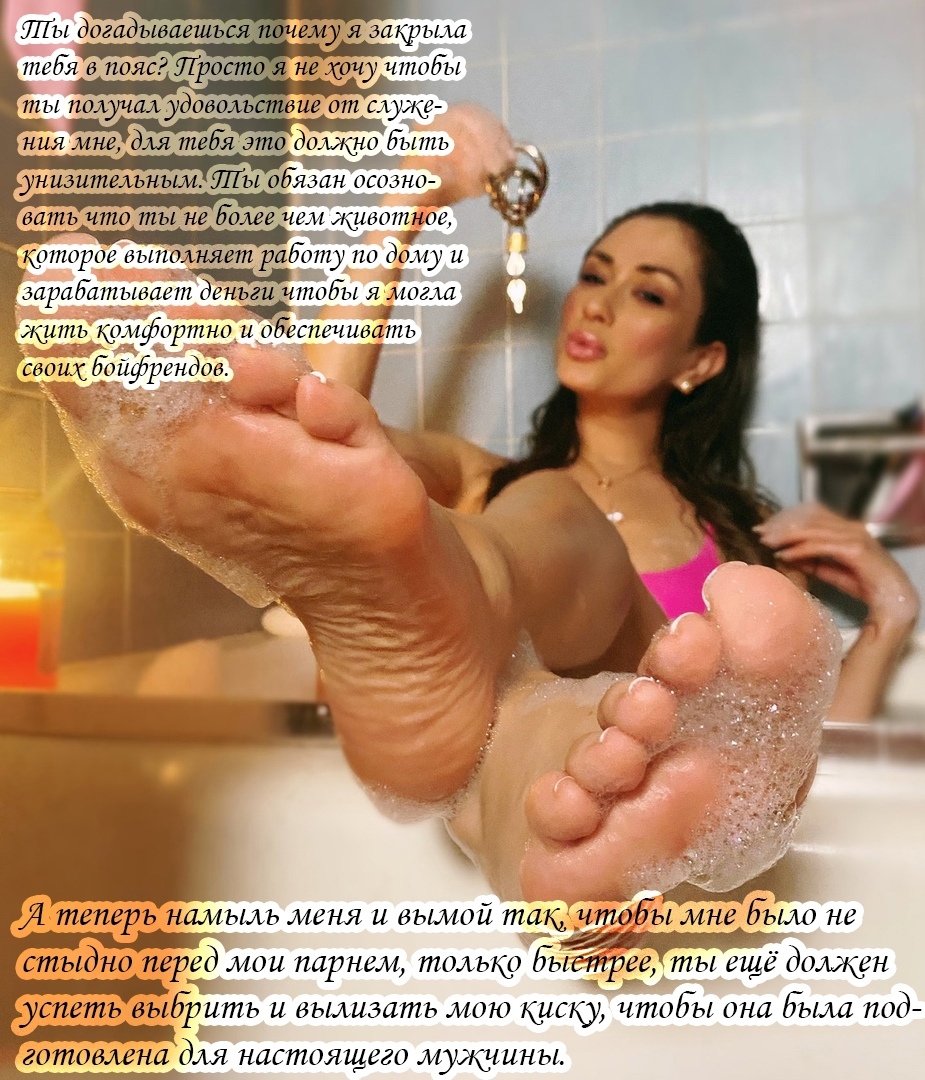 Ты догадываешься почему я закрыла
тебя в пояс? Просто я не хочу чтобы
ты получал удовольствие от служе-
ния мне, для тебя это должно быть
унизительным. Ты обязан осозно-
вать что ты не более чем животное,
которое выполняет работу по дому и
зарабатывает деньги чтобы я могла
жить комфортно и обеспечивать
своих бойфрендов.
А теперь намыль меня и вымой так, чтобы мне было не
стыдно перед мои парнем, только быстрее, ты ещё должен
успеть выбрить и вылизать мою киску, чтобы она была под-
готовлена для настоящего мужчины.